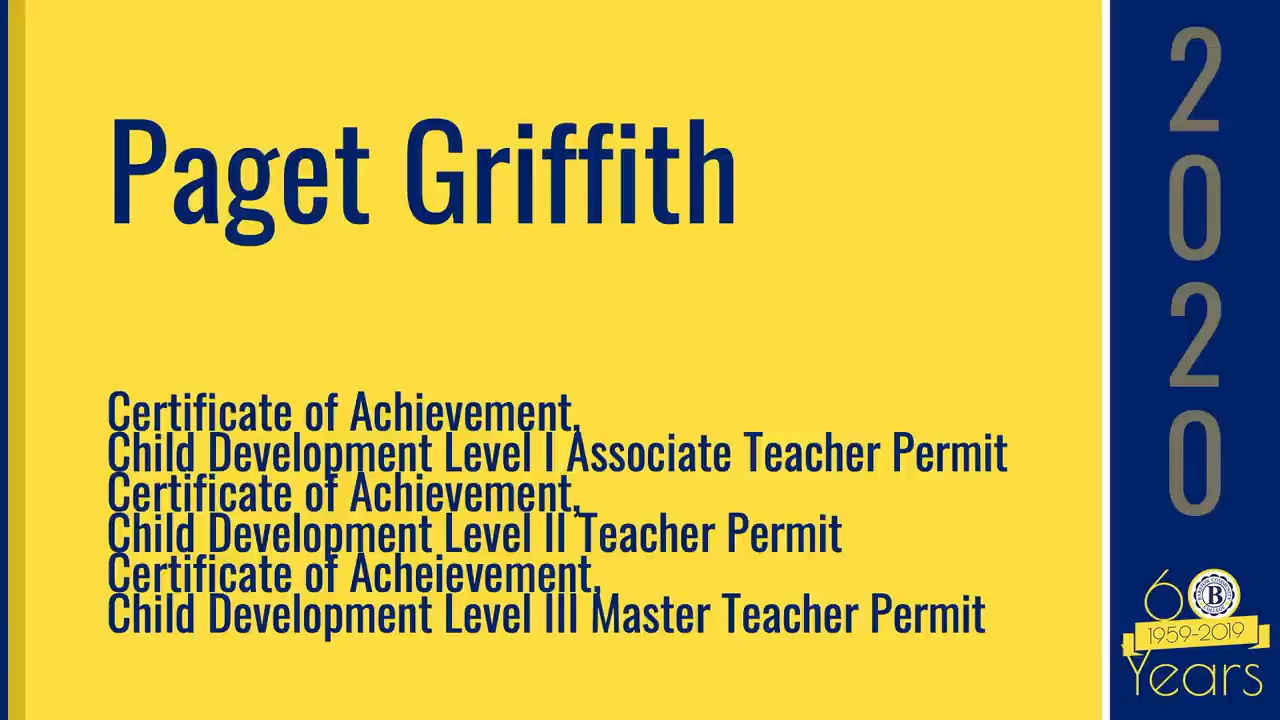 Paget Griffith
Certificate of Achievement,
Child Development Level I Associate Teacher Permit
Certificate of Achievement,
Child Development Level II Teacher Permit
Certificate of Acheievement,
Child Development Level III Master Teacher Permit
2
0
2
0
60
B
1959-2019
Years